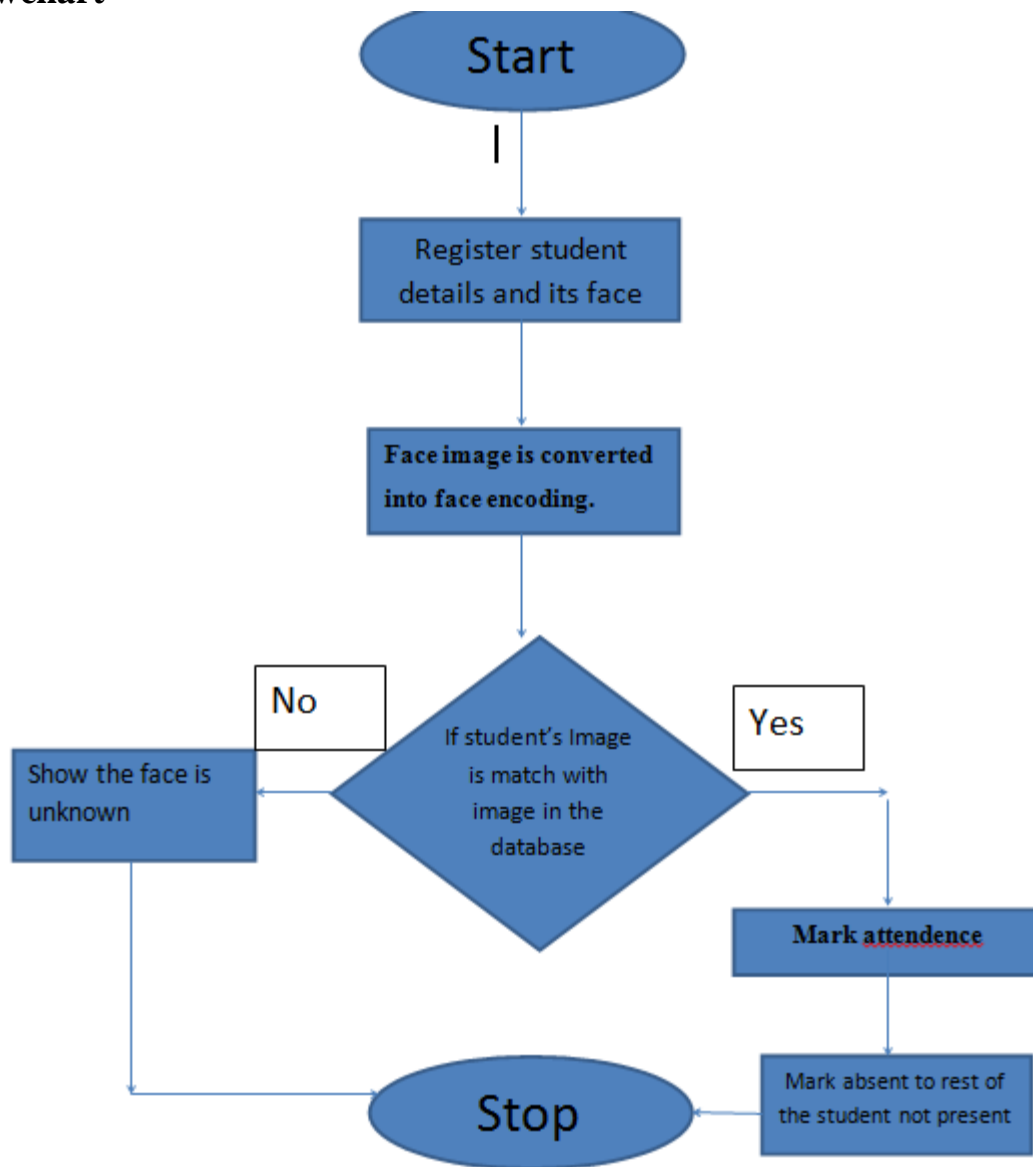 Start
Register student
details and its face
Face image is converted
into face encoding.
No
Yes
If student's Image
is match with
image in the
database
Show the face is
unknown
Mark attendence
Mark absent to rest of
the student not present
Stop